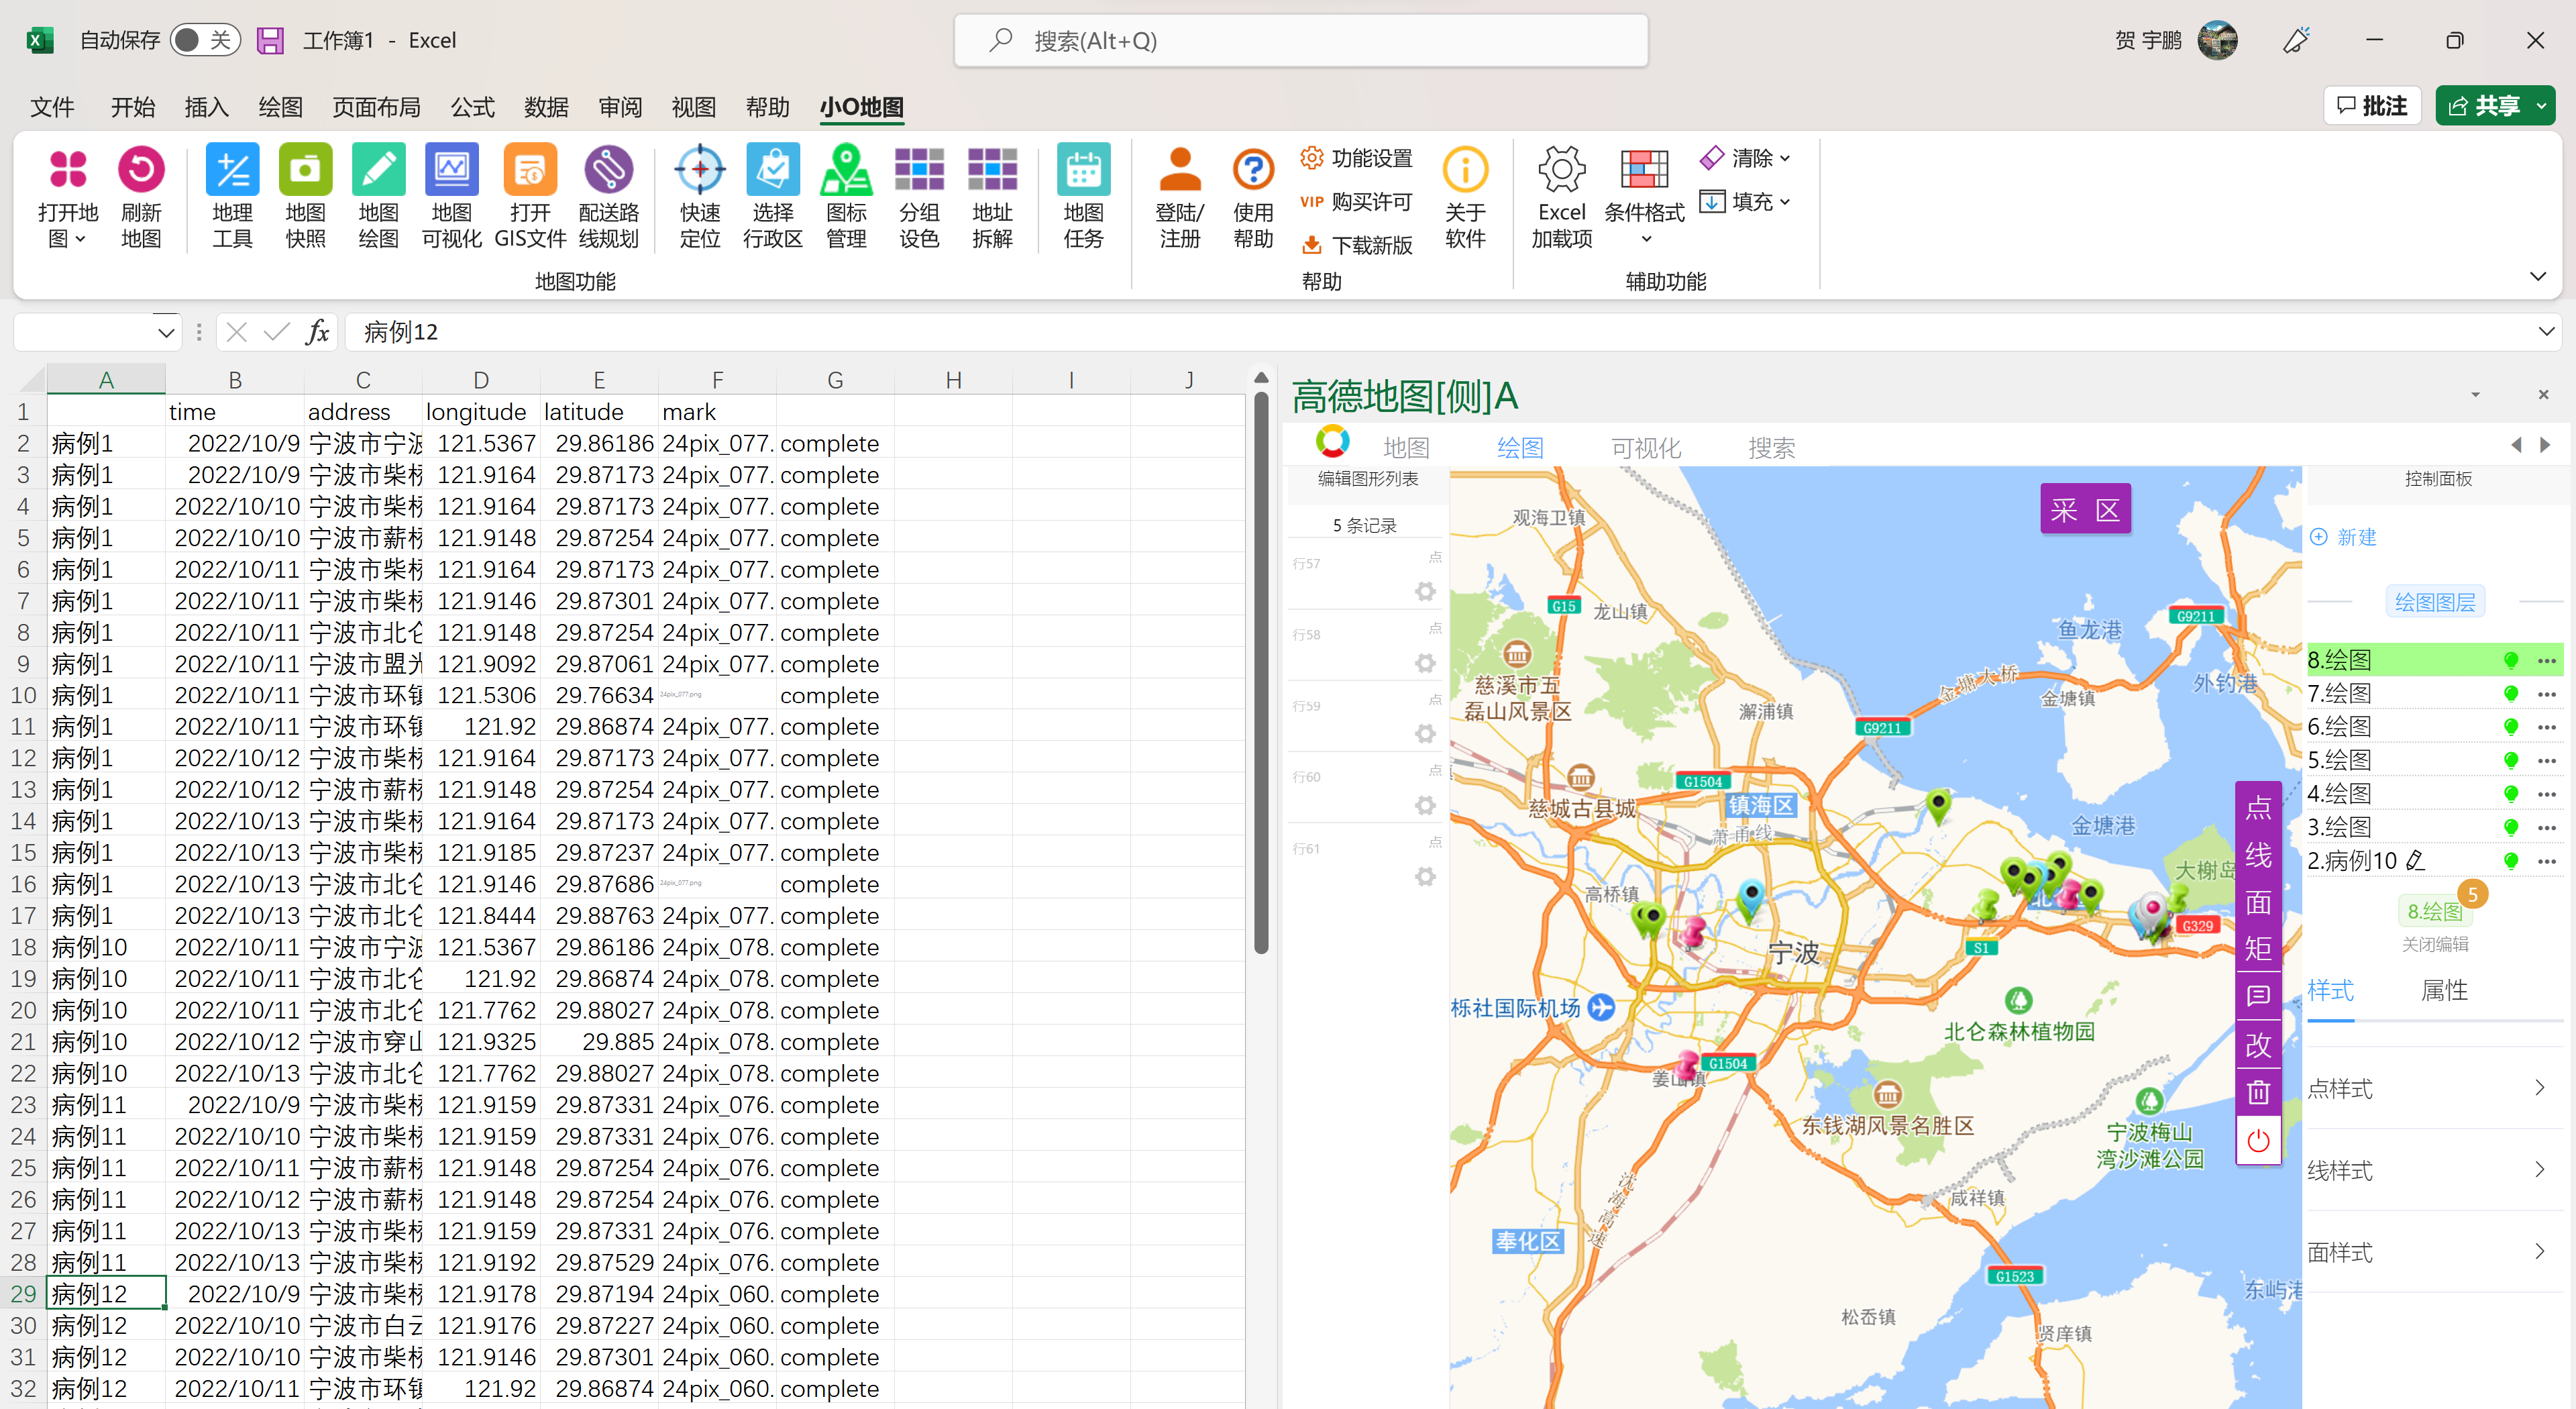 自动保存 关 工作簿1 - Excel 搜索(Alt+Q) 贺 宇鹏
文件 开始 插入 绘图 页面布局 公式 数据 审阅 视图 帮助 小O地图 批注 共享
打开地图 刷新地图 地理工具 地图快照 地图绘图 地图可视化 打开GIS文件 配送路线规划 快速定位 选择行政区 图标管理 分组设色 地址拆解 地图任务 登陆/注册 使用帮助 功能设置 VIP 购买许可 下载新版 关于软件 Excel加载项 条件格式 清除 填充
地图功能 帮助 辅助功能
fx 病例12
A B C D E F G H I J
1 time address longitude latitude mark
2 病例1 2022/10/9 宁波市宁波 121.5367 29.86186 24pix_077. complete
3 病例1 2022/10/9 宁波市柴桥 121.9164 29.87173 24pix_077. complete
4 病例1 2022/10/10 宁波市柴桥 121.9164 29.87173 24pix_077. complete
5 病例1 2022/10/10 宁波市薪桥 121.9148 29.87254 24pix_077. complete
6 病例1 2022/10/11 宁波市柴桥 121.9164 29.87173 24pix_077. complete
7 病例1 2022/10/11 宁波市柴桥 121.9146 29.87301 24pix_077. complete
8 病例1 2022/10/11 宁波市北仑 121.9148 29.87254 24pix_077. complete
9 病例1 2022/10/11 宁波市盟光 121.9092 29.87061 24pix_077. complete
10 病例1 2022/10/11 宁波市环镇 121.5306 29.76634 24pix_077.png complete
11 病例1 2022/10/11 宁波市环镇 121.92 29.86874 24pix_077. complete
12 病例1 2022/10/12 宁波市柴桥 121.9164 29.87173 24pix_077. complete
13 病例1 2022/10/12 宁波市薪桥 121.9148 29.87254 24pix_077. complete
14 病例1 2022/10/13 宁波市柴桥 121.9164 29.87173 24pix_077. complete
15 病例1 2022/10/13 宁波市柴桥 121.9185 29.87237 24pix_077. complete
16 病例1 2022/10/13 宁波市北仑 121.9146 29.87686 24pix_077.png complete
17 病例1 2022/10/13 宁波市北仑 121.8444 29.88763 24pix_077. complete
18 病例10 2022/10/11 宁波市宁波 121.5367 29.86186 24pix_078. complete
19 病例10 2022/10/11 宁波市北仑 121.92 29.86874 24pix_078. complete
20 病例10 2022/10/11 宁波市北仑 121.7762 29.88027 24pix_078. complete
21 病例10 2022/10/12 宁波市穿山 121.9325 29.885 24pix_078. complete
22 病例10 2022/10/13 宁波市北仑 121.7762 29.88027 24pix_078. complete
23 病例11 2022/10/9 宁波市柴桥 121.9159 29.87331 24pix_076. complete
24 病例11 2022/10/10 宁波市柴桥 121.9159 29.87331 24pix_076. complete
25 病例11 2022/10/11 宁波市薪桥 121.9148 29.87254 24pix_076. complete
26 病例11 2022/10/12 宁波市薪桥 121.9148 29.87254 24pix_076. complete
27 病例11 2022/10/13 宁波市柴桥 121.9159 29.87331 24pix_076. complete
28 病例11 2022/10/13 宁波市柴桥 121.9192 29.87529 24pix_076. complete
29 病例12 2022/10/9 宁波市柴桥 121.9178 29.87194 24pix_060. complete
30 病例12 2022/10/10 宁波市白云 121.9176 29.87227 24pix_060. complete
31 病例12 2022/10/10 宁波市柴桥 121.9146 29.87301 24pix_060. complete
32 病例12 2022/10/11 宁波市环镇 121.92 29.86874 24pix_060. complete
高德地图[侧]A
地图 绘图 可视化 搜索
编辑图形列表
5 条记录
行57 点
行58 点
行59 点
行60 点
行61 点
采 区
观海卫镇
G15
龙山镇
G9211
鱼龙港
慈溪市五
磊山风景区
金塘大桥
外钓港
金塘镇
澥浦镇
G9211
G1504
慈城古县城
镇海区
萧甬线
金塘港
大榭岛
高桥镇
G329
S1
宁波
栎社国际机场
北仑森林植物园
G1504
姜山镇
东钱湖风景名胜区
宁波梅山
湾沙滩公园
沈海高速
咸祥镇
奉化区
G1523
东屿港
松岙镇
贤庠镇
点
线
面
矩
改
控制面板
新建
绘图图层
8.绘图
7.绘图
6.绘图
5.绘图
4.绘图
3.绘图
2.病例10
8.绘图 5
关闭编辑
样式 属性
点样式
线样式
面样式